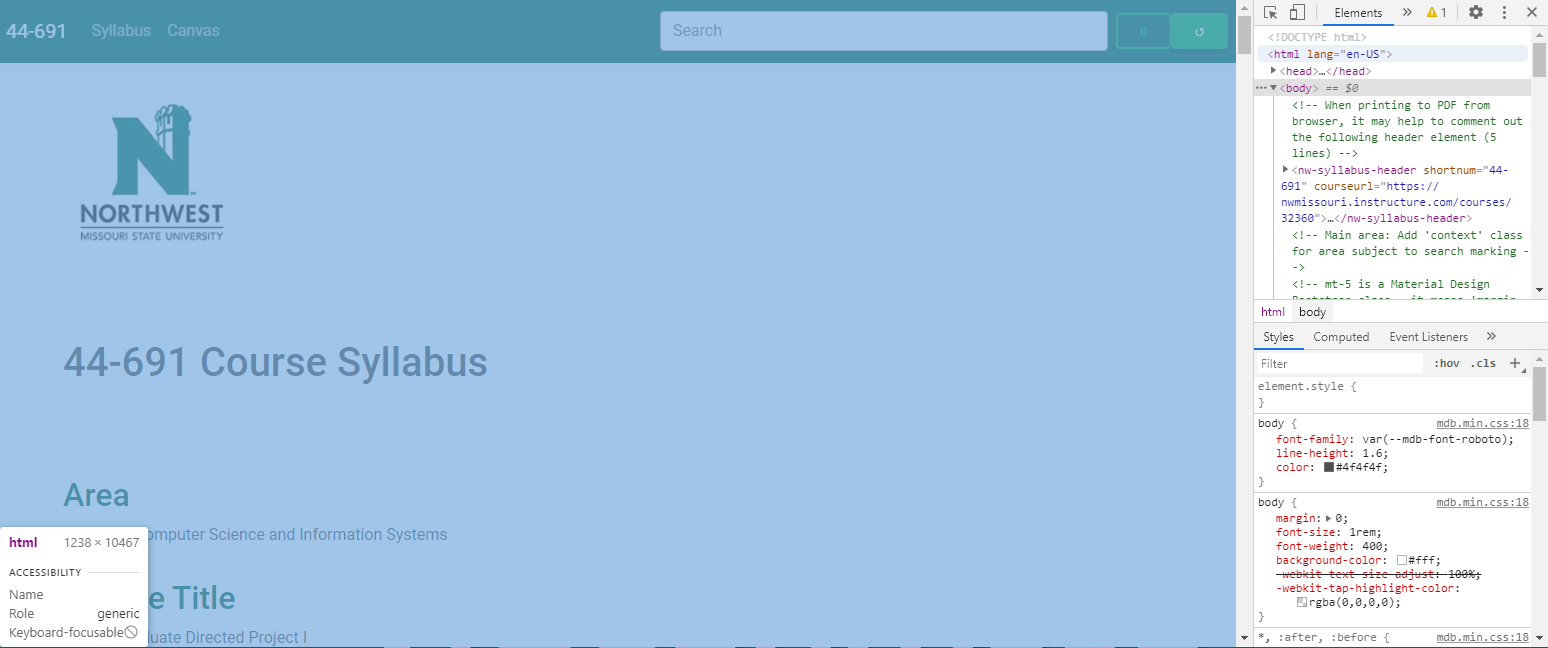 44-691 Syllabus Canvas Search 0 ↺
NORTHWEST
MISSOURI STATE UNIVERSITY
44-691 Course Syllabus
Area
omputer Science and Information Systems
e Title
uate Directed Project I
html 1238 × 10467
ACCESSIBILITY
Name
Role generic
Keyboard-focusable
Elements » 1
<!DOCTYPE html>
<html lang="en-US">
<head>…</head>
<body> == $0
<!-- When printing to PDF from
browser, it may help to comment out
the following header element (5
lines) -->
<nw-syllabus-header shortnum="44-
691" courseurl="https://
nwmissouri.instructure.com/courses/
32360">…</nw-syllabus-header>
<!-- Main area: Add 'context' class
for area subject to search marking -
->
<!-- mt-5 is a Material Design
html body
Styles Computed Event Listeners »
Filter :hov .cls +
element.style {
}
body { mdb.min.css:18
font-family: var(--mdb-font-roboto);
line-height: 1.6;
color: #4f4f4f;
}
body { mdb.min.css:18
margin: 0;
font-size: 1rem;
font-weight: 400;
background-color: #fff;
-webkit-text-size-adjust: 100%;
-webkit-tap-highlight-color:
rgba(0,0,0,0);
}
*, :after, :before { mdb.min.css:18